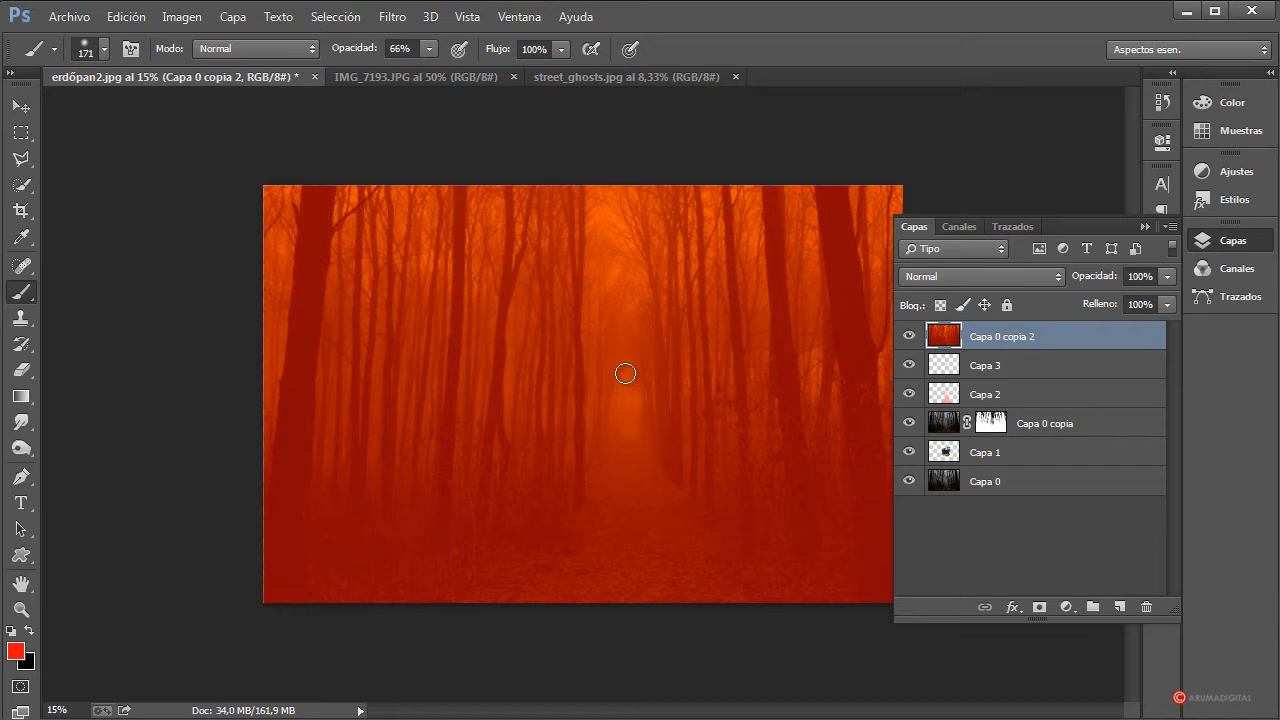 Ps Archivo Edición Imagen Capa Texto Selección Filtro 3D Vista Ventana Ayuda
171 Modo: Normal Opacidad: 66% Flujo: 100% Aspectos esen.
erdőpan2.jpg al 15% (Capa 0 copia 2, RGB/8#) * × IMG_7193.JPG al 50% (RGB/8#) × street_ghosts.jpg al 8,33% (RGB/8#) ×
Color
Muestras
Ajustes
Estilos
Capas
Canales
Trazados
Capas Canales Trazados
Tipo
Normal Opacidad: 100%
Bloq.: Relleno: 100%
Capa 0 copia 2
Capa 3
Capa 2
Capa 0 copia
Capa 1
Capa 0
fx
© ARUMADIGITAL
15% Doc: 34,0 MB/161,9 MB